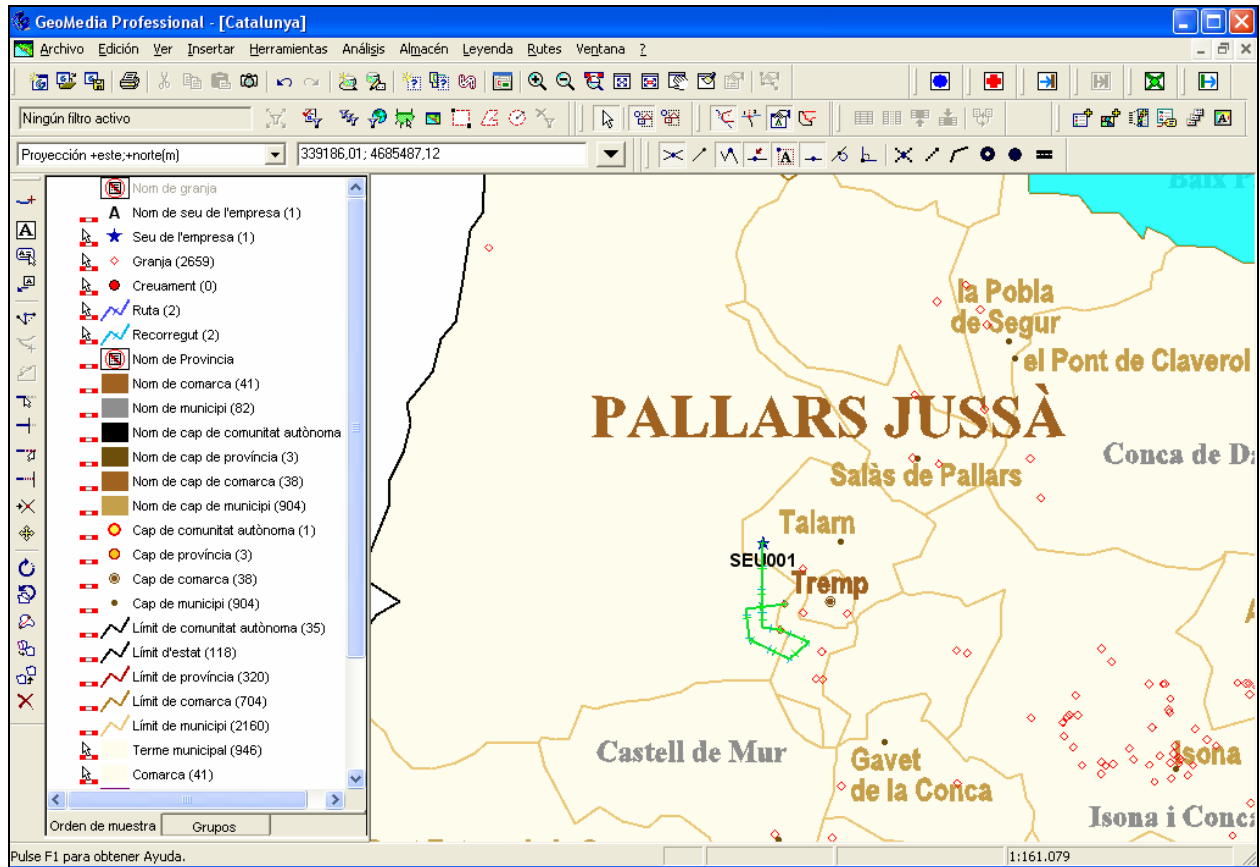 GeoMedia Professional - [Catalunya]
Archivo Edición Ver Insertar Herramientas Análisis Almacén Leyenda Rutes Ventana ?
Ningún filtro activo
Proyección +este;+norte(m)
339186,01; 4685487,12
Nom de granja
A Nom de seu de l'empresa (1)
Seu de l'empresa (1)
Granja (2659)
Creuament (0)
Ruta (2)
Recorregut (2)
Nom de Provincia
Nom de comarca (41)
Nom de municipi (82)
Nom de cap de comunitat autònoma
Nom de cap de província (3)
Nom de cap de comarca (38)
Nom de cap de municipi (904)
Cap de comunitat autònoma (1)
Cap de província (3)
Cap de comarca (38)
Cap de municipi (904)
Límit de comunitat autònoma (35)
Límit d'estat (118)
Límit de província (320)
Límit de comarca (704)
Límit de municipi (2160)
Terme municipal (946)
Comarca (41)
Orden de muestra
Grupos
Baix P
la Pobla
de Segur
el Pont de Claverol
PALLARS JUSSÀ
Conca de Da
Salàs de Pallars
Talarn
SEU001
Tremp
Castell de Mur
Gavet
de la Conca
Isona
Isona i Conca
Pulse F1 para obtener Ayuda.
1:161.079